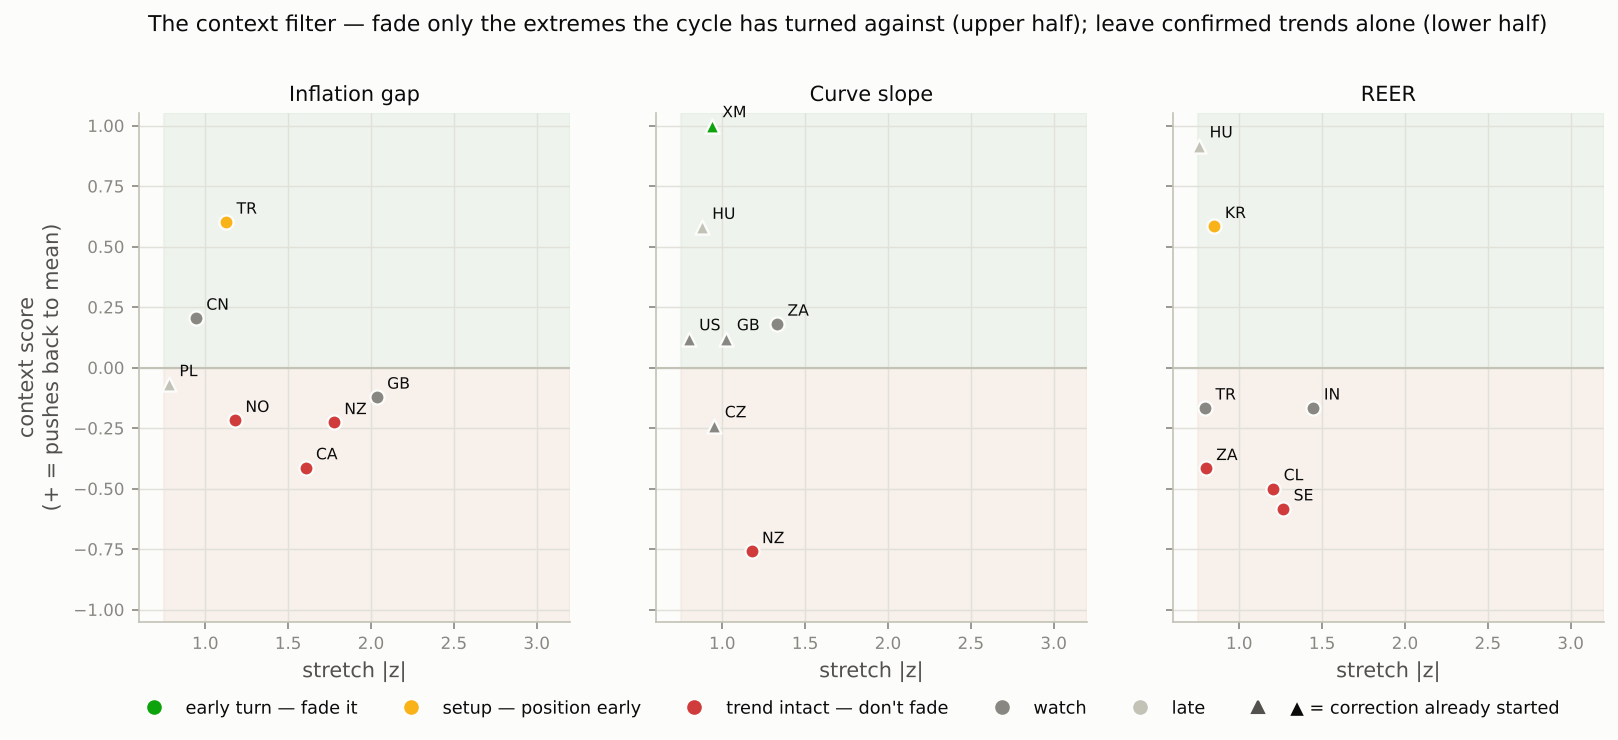 The context filter — fade only the extremes the cycle has turned against (upper half); leave confirmed trends alone (lower half)
Inflation gap
Curve slope
REER
context score
(+ = pushes back to mean)
1.00
0.75
0.50
0.25
0.00
−0.25
−0.50
−0.75
−1.00
TR
CN
PL
NO
NZ
GB
CA
XM
HU
US
GB
ZA
CZ
NZ
HU
KR
TR
IN
ZA
CL
SE
1.0 1.5 2.0 2.5 3.0
1.0 1.5 2.0 2.5 3.0
1.0 1.5 2.0 2.5 3.0
stretch |z|
stretch |z|
stretch |z|
early turn — fade it
setup — position early
trend intact — don't fade
watch
late
▲ = correction already started